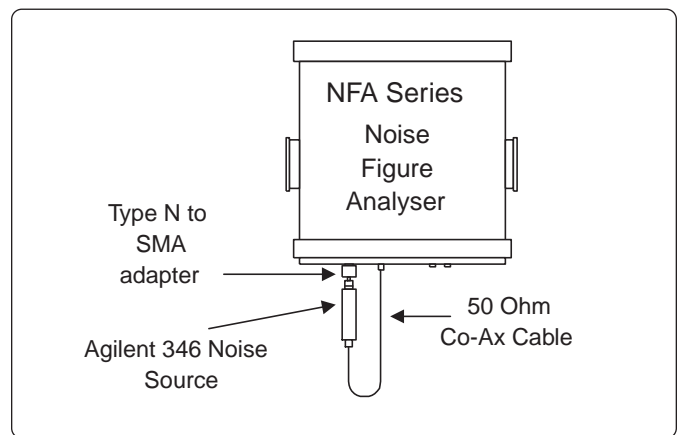 NFA Series
Noise
Figure
Analyser
Type N to
SMA
adapter
50 Ohm
Co-Ax Cable
Agilent 346 Noise
Source